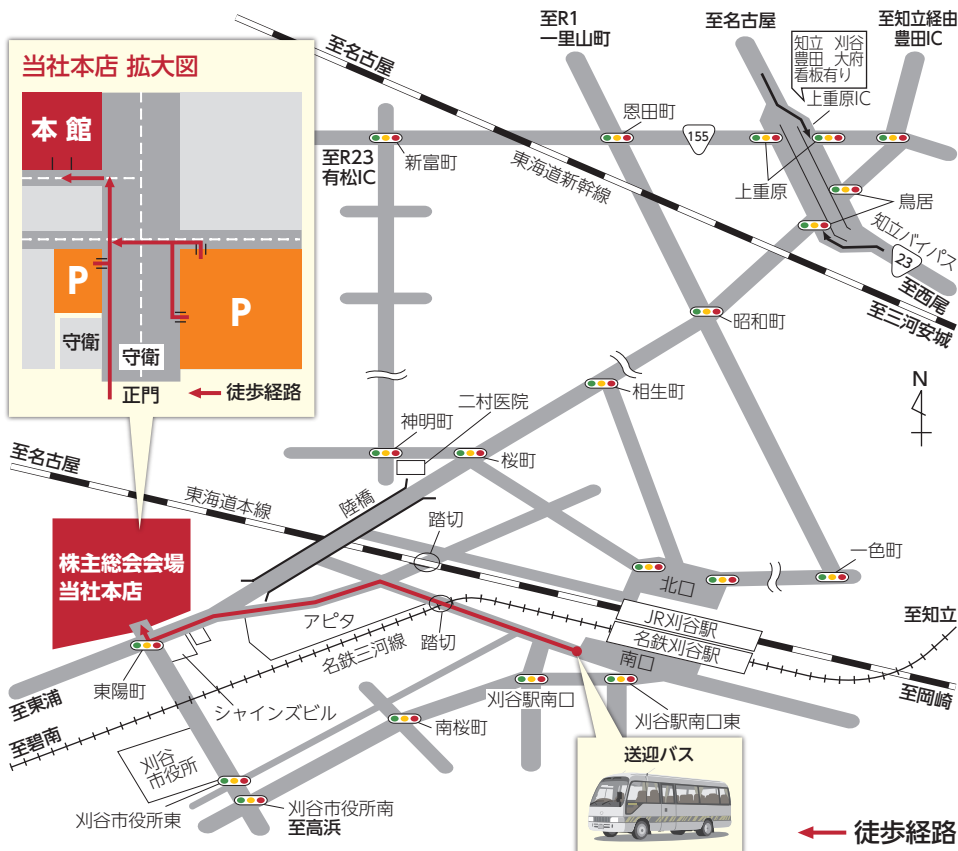 当社本店 拡大図
本 館
P
P
守衛
守衛
正門
徒歩経路
至R1
一里山町
至名古屋
至知立経由
豊田IC
至名古屋
知立 刈谷
豊田 大府
看板有り
上重原IC
恩田町
155
至R23
有松IC
新富町
東海道新幹線
上重原
鳥居
知立バイパス
23
至西尾
至三河安城
昭和町
N
相生町
二村医院
神明町
桜町
至名古屋
東海道本線
陸橋
踏切
一色町
株主総会会場
当社本店
北口
アピタ
JR刈谷駅
名鉄刈谷駅
至知立
踏切
南口
名鉄三河線
東陽町
至東浦
シャインズビル
刈谷駅南口
至岡崎
至碧南
南桜町
刈谷駅南口東
刈谷
市役所
送迎バス
刈谷市役所東
刈谷市役所南
至高浜
徒歩経路